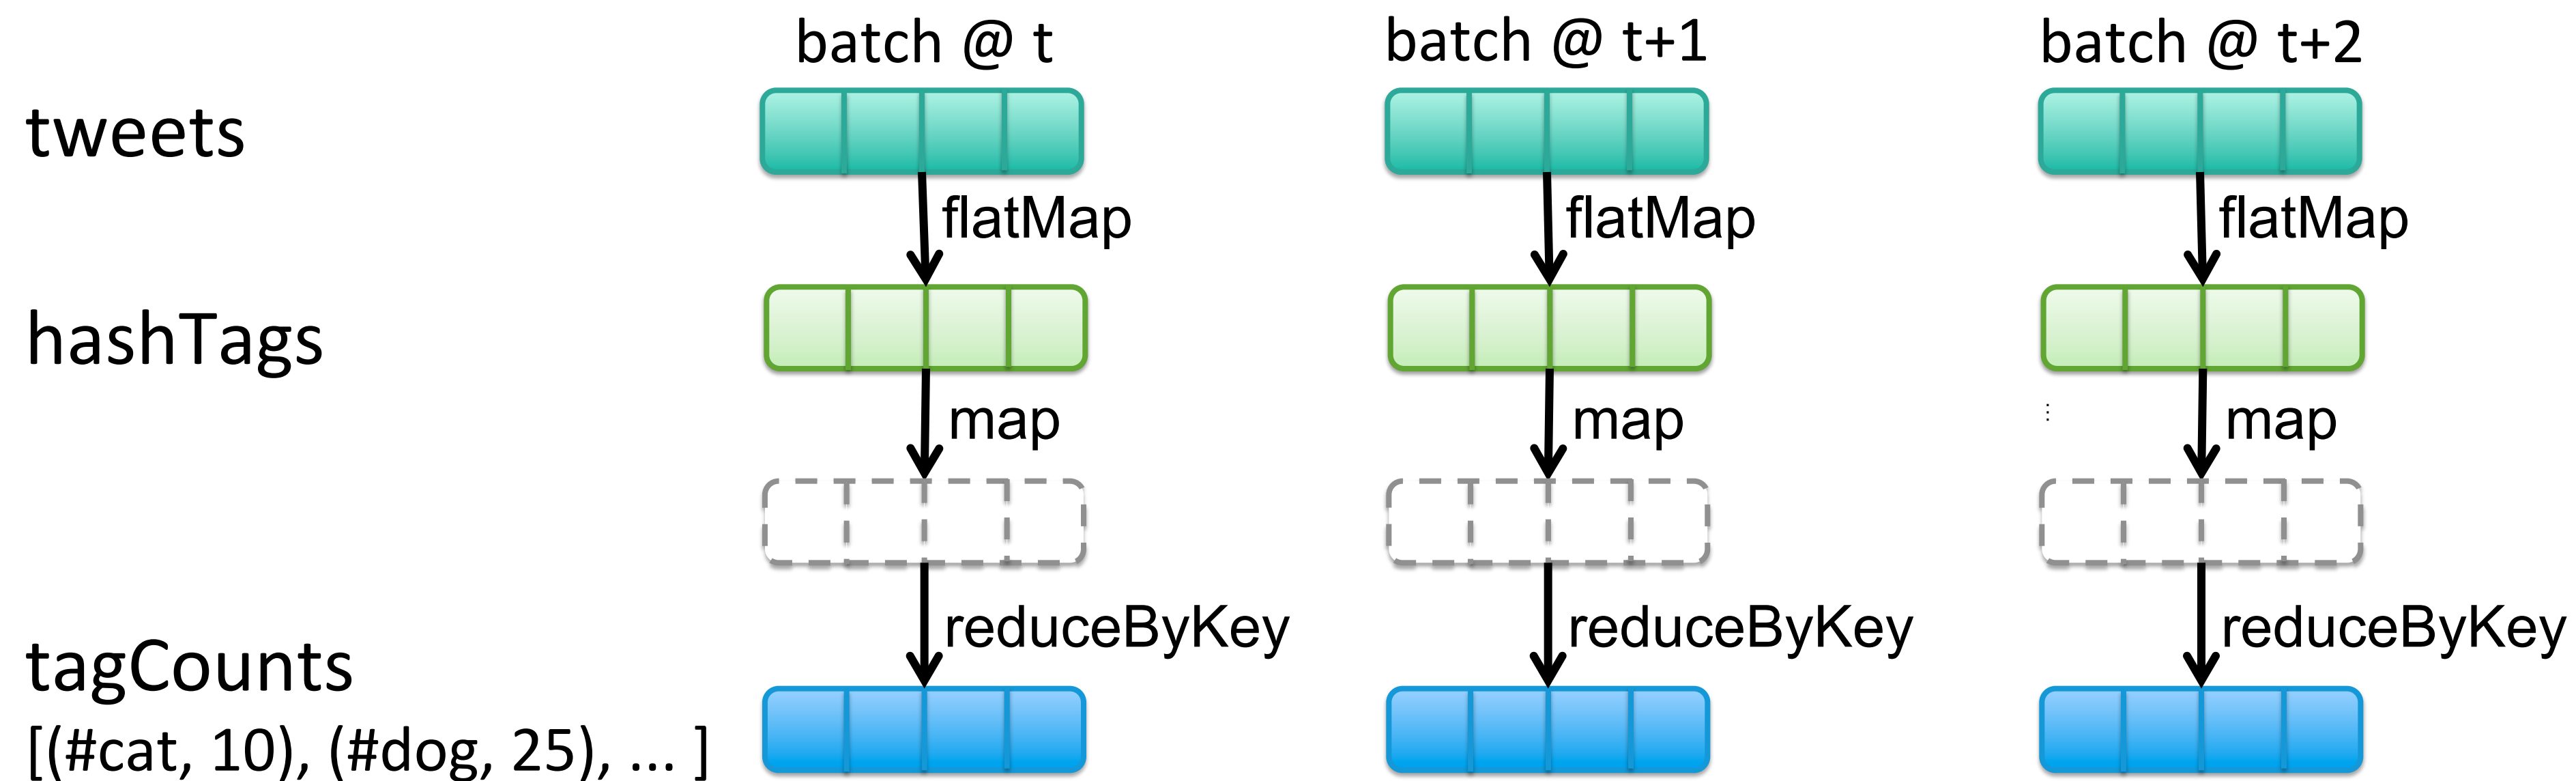 batch @ t
batch @ t+1
batch @ t+2
tweets
flatMap
flatMap
flatMap
hashTags
map
map
⋮
map
reduceByKey
reduceByKey
reduceByKey
tagCounts
[(#cat, 10), (#dog, 25), ... ]